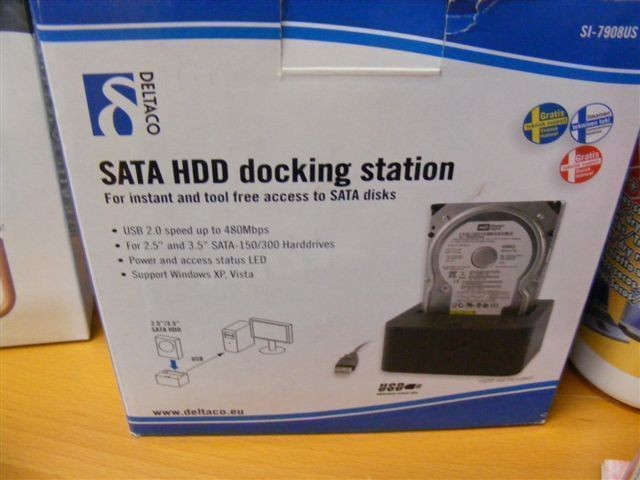 SI-7908US
DELTACO
Gratis
SATA HDD docking station
For instant and tool free access to SATA disks
• USB 2.0 speed up to 480Mbps
• For 2.5" and 3.5" SATA-150/300 Harddrives
• Power and access status LED
• Support Windows XP, Vista
Gratis
2.5"/3.5"
SATA HDD
USB
www.deltaco.eu